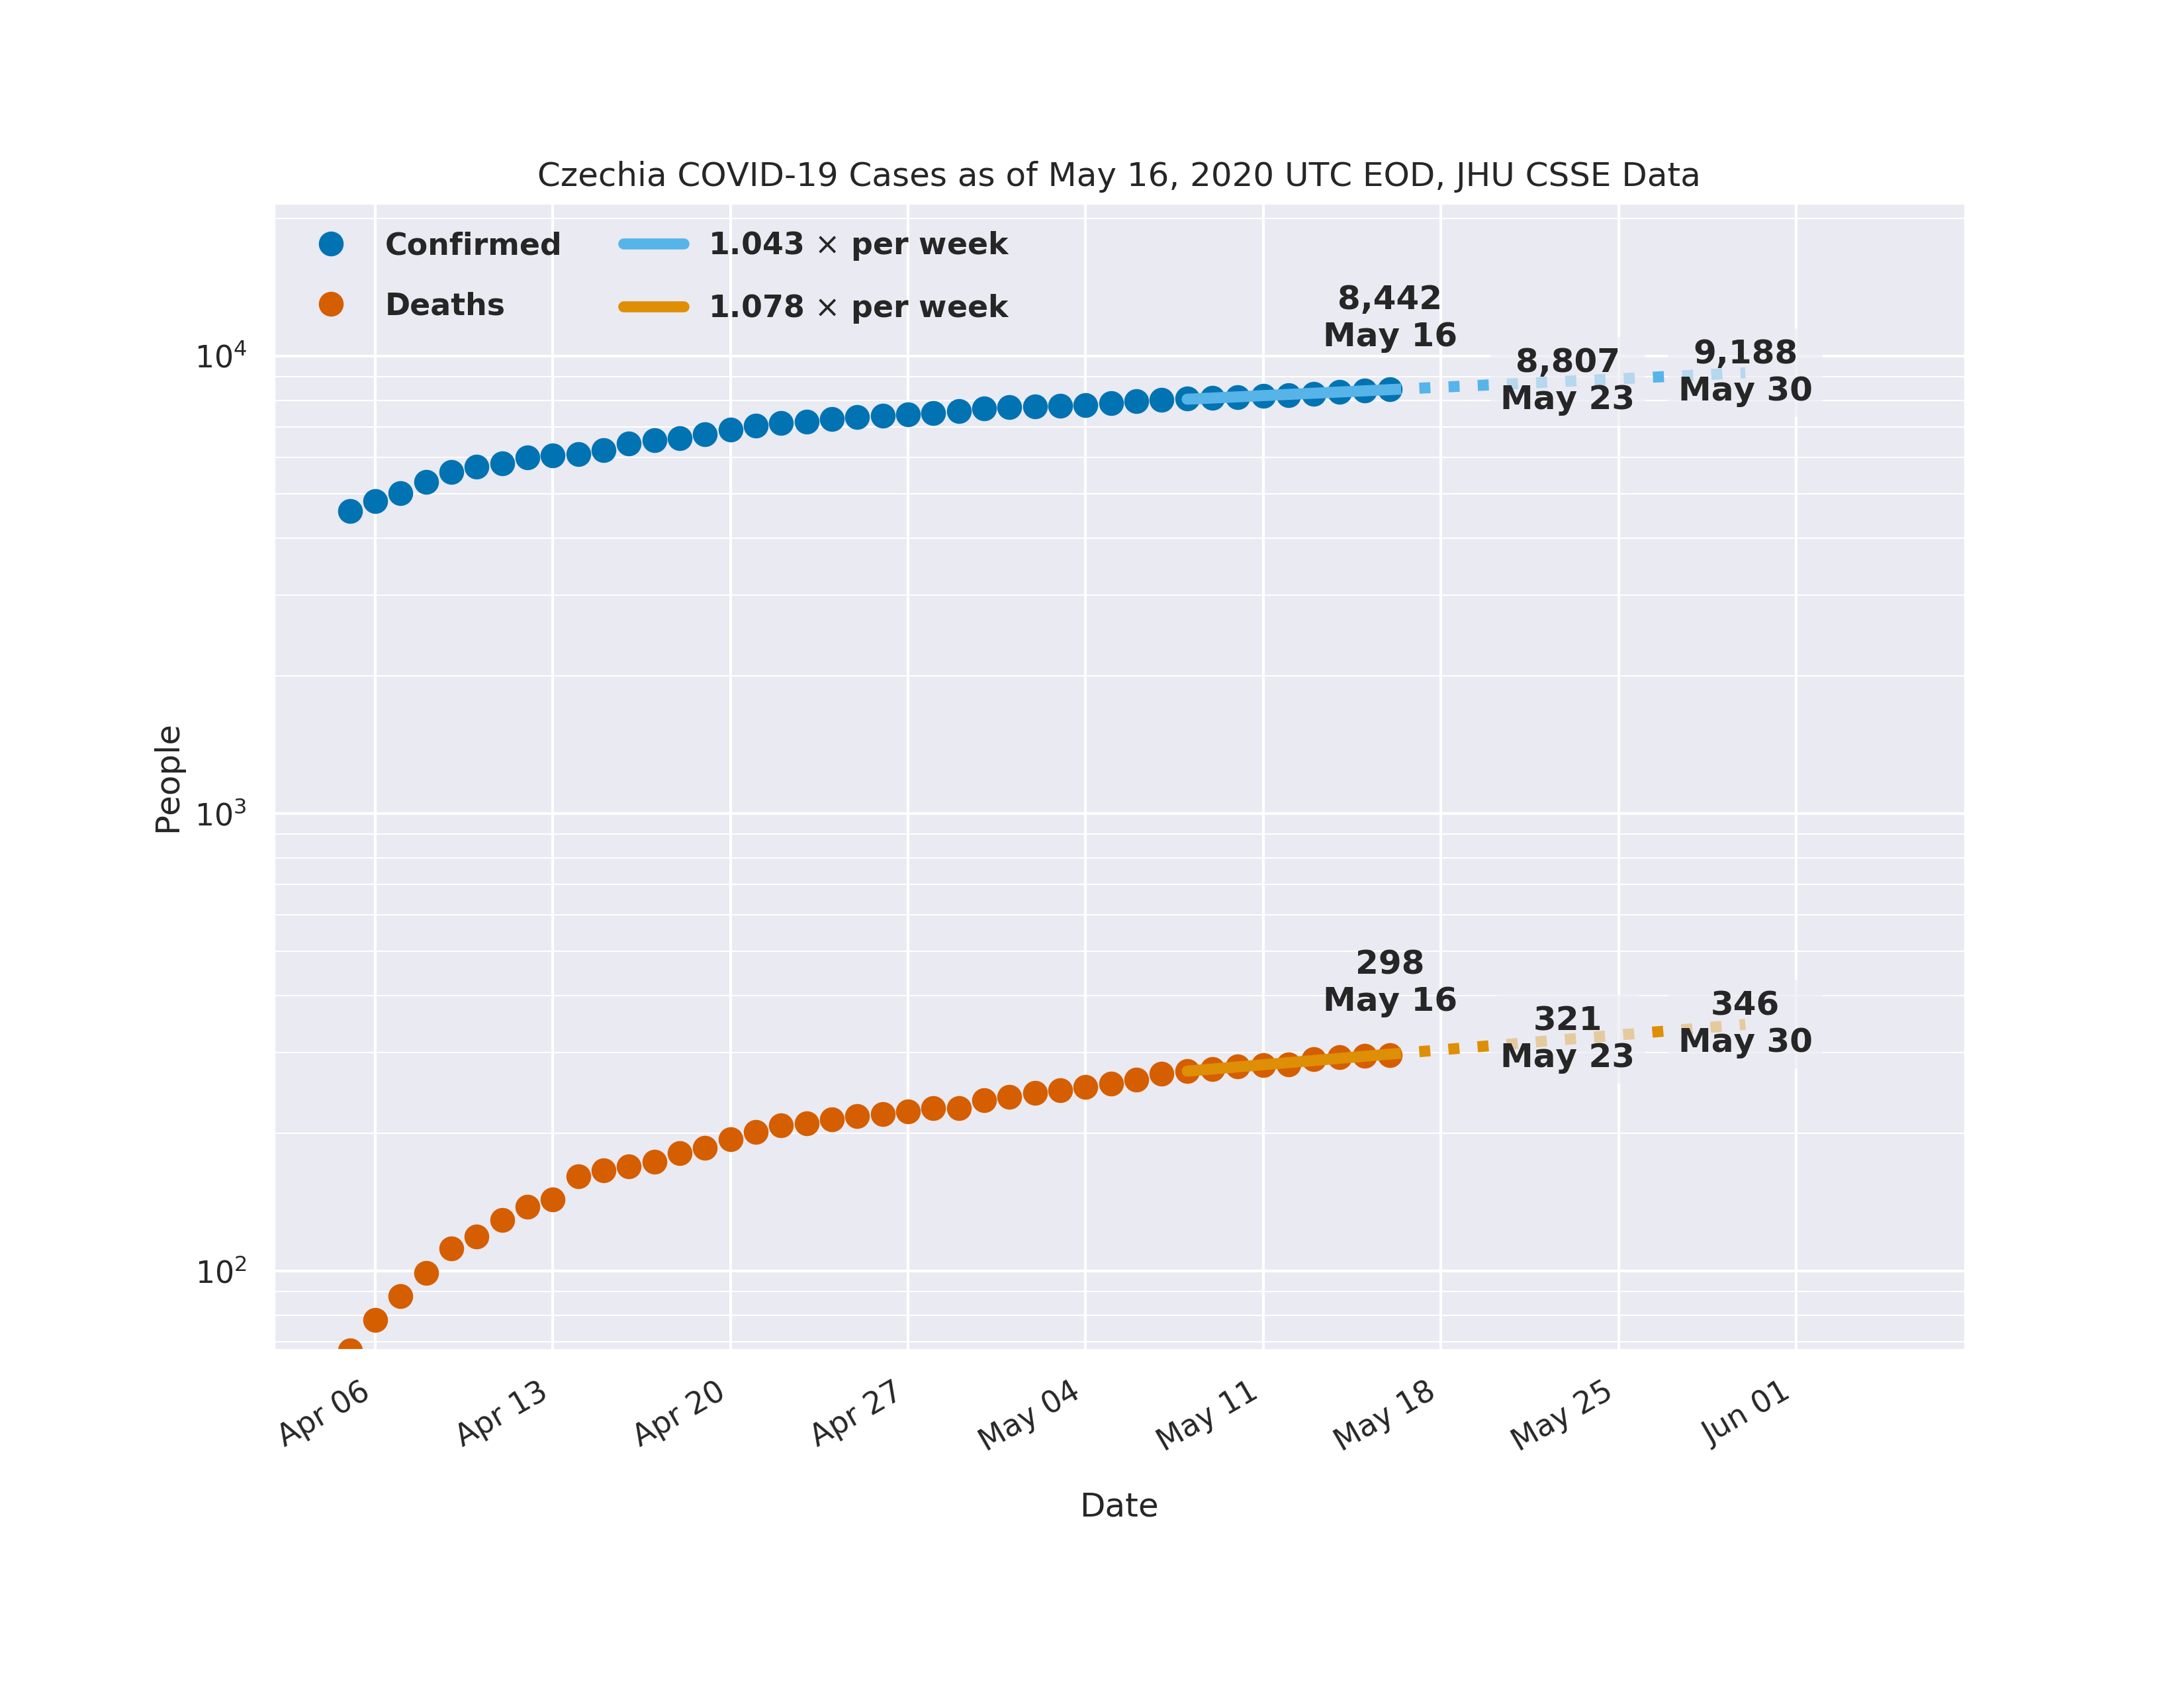 Czechia COVID-19 Cases as of May 16, 2020 UTC EOD, JHU CSSE Data
Confirmed
Deaths
1.043 × per week
1.078 × per week
8,442
May 16
8,807
May 23
9,188
May 30
298
May 16
321
May 23
346
May 30
People
10⁴
10³
10²
Apr 06
Apr 13
Apr 20
Apr 27
May 04
May 11
May 18
May 25
Jun 01
Date